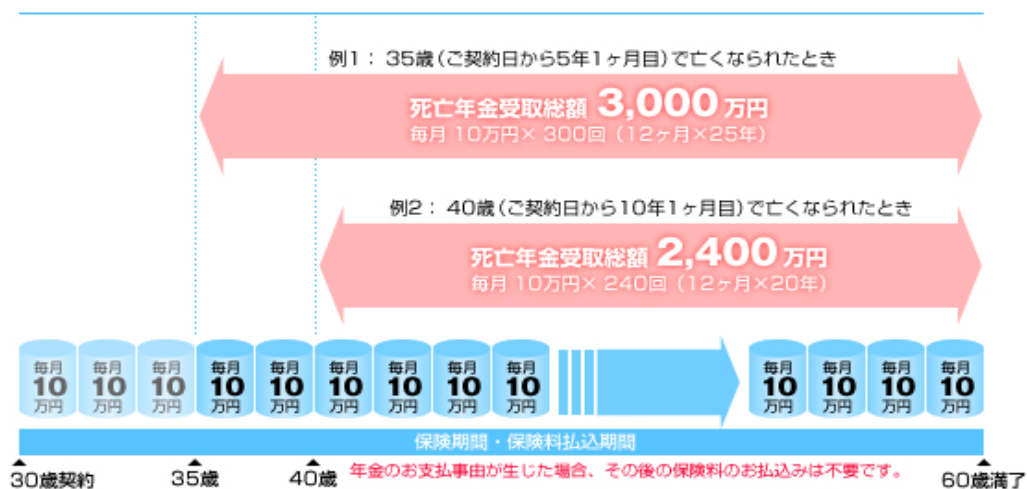 例1： 35歳（ご契約日から5年1ヶ月目）で亡くなられたとき
死亡年金受取総額 3,000 万円
毎月 10万円× 300回（12ヶ月×25年）
例2： 40歳（ご契約日から10年1ヶ月目）で亡くなられたとき
死亡年金受取総額 2,400 万円
毎月 10万円× 240回（12ヶ月×20年）
毎月 毎月 毎月 毎月 毎月 毎月 毎月 毎月 毎月 毎月 毎月 毎月 毎月
10 10 10 10 10 10 10 10 10 10 10 10 10
万円 万円 万円 万円 万円 万円 万円 万円 万円 万円 万円 万円 万円
保険期間・保険料払込期間
30歳契約 35歳 40歳 年金のお支払事由が生じた場合、その後の保険料のお払込みは不要です。 60歳満了